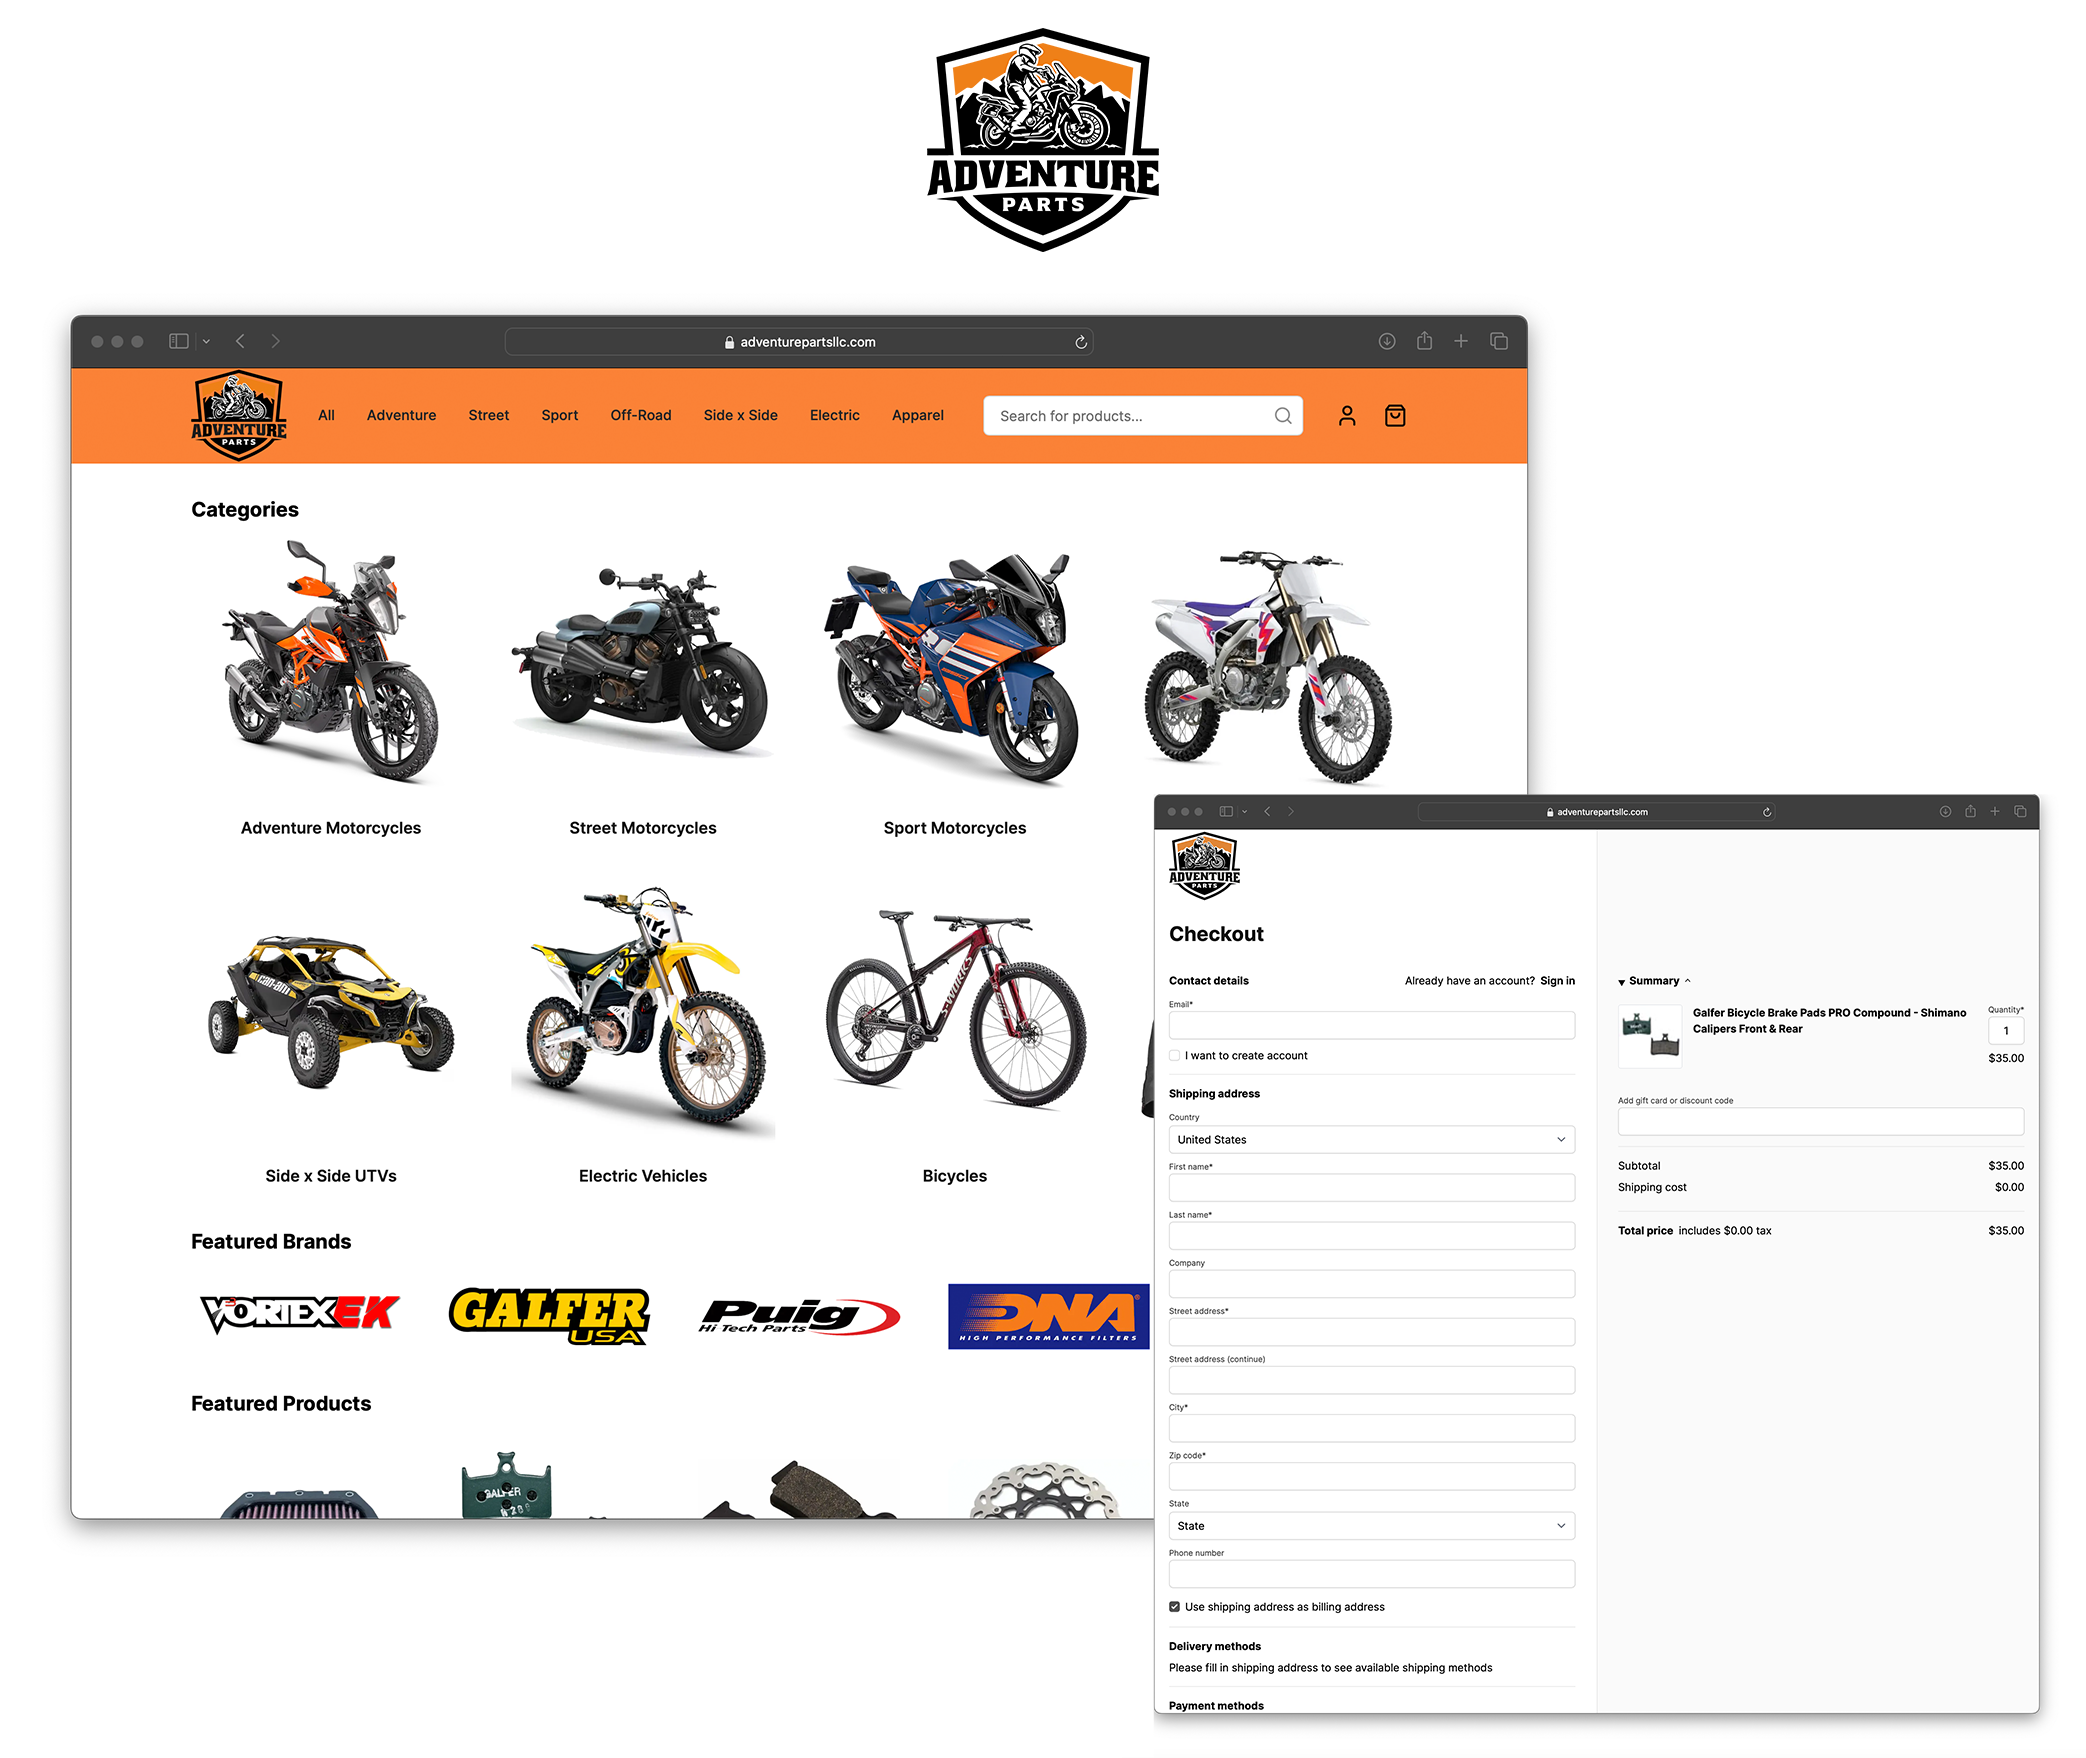 ADVENTURE
PARTS
adventurepartsllc.com
ADVENTURE
PARTS
All
Adventure
Street
Sport
Off-Road
Side x Side
Electric
Apparel
Search for products...
Categories
Adventure Motorcycles
Street Motorcycles
Sport Motorcycles
can-am
S-WORKS
Side x Side UTVs
Electric Vehicles
Bicycles
Featured Brands
VORTEX EK
GALFER
USA
Puig
Hi Tech Parts
DNA®
HIGH PERFORMANCE FILTERS
Featured Products
GALFER
adventurepartsllc.com
ADVENTURE
PARTS
Checkout
Contact details
Already have an account? Sign in
Email*
I want to create account
Shipping address
Country
United States
First name*
Last name*
Company
Street address*
Street address (continue)
City*
Zip code*
State
State
Phone number
Use shipping address as billing address
Delivery methods
Please fill in shipping address to see available shipping methods
Payment methods
Summary
Galfer Bicycle Brake Pads PRO Compound - Shimano
Calipers Front & Rear
Quantity*
1
$35.00
Add gift card or discount code
Subtotal
$35.00
Shipping cost
$0.00
Total price includes $0.00 tax
$35.00